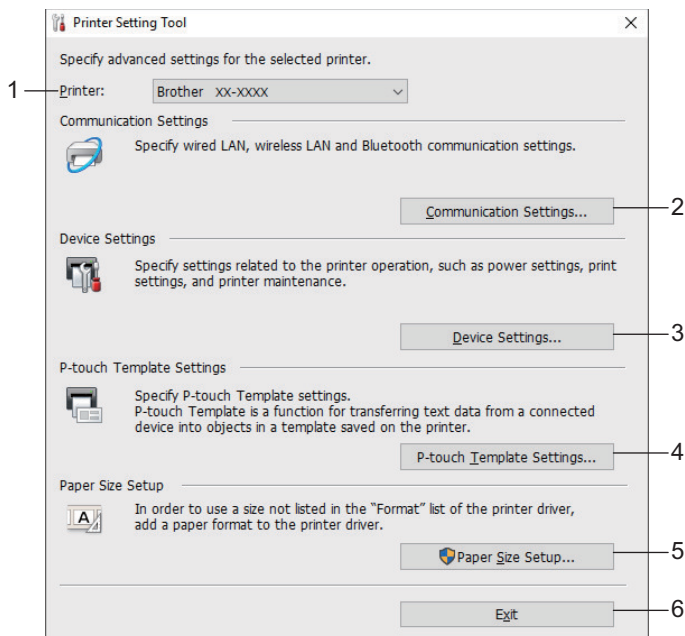 Printer Setting Tool
Specify advanced settings for the selected printer.
1
Printer: Brother XX-XXXX
Communication Settings
Specify wired LAN, wireless LAN and Bluetooth communication settings.
Communication Settings...
2
Device Settings
Specify settings related to the printer operation, such as power settings, print
settings, and printer maintenance.
Device Settings...
3
P-touch Template Settings
Specify P-touch Template settings.
P-touch Template is a function for transferring text data from a connected
device into objects in a template saved on the printer.
P-touch Template Settings...
4
Paper Size Setup
A
In order to use a size not listed in the “Format” list of the printer driver,
add a paper format to the printer driver.
Paper Size Setup...
5
Exit
6